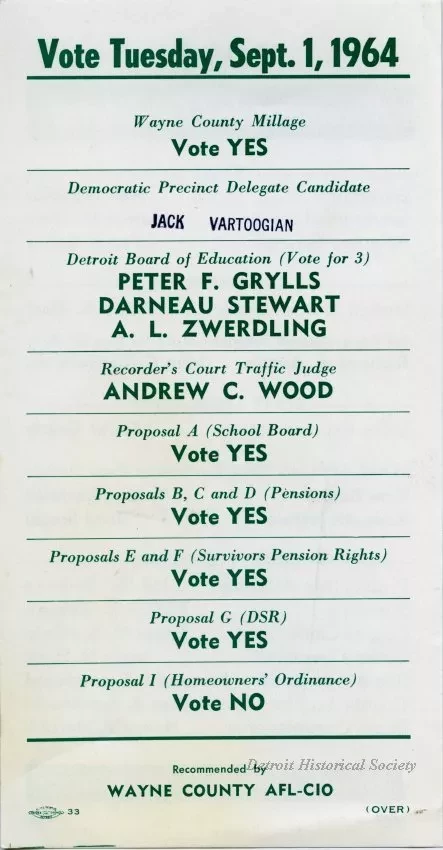 Vote Tuesday, Sept. 1, 1964
Wayne County Millage
Vote YES
Democratic Precinct Delegate Candidate
JACK VARTOOGIAN
Detroit Board of Education (Vote for 3)
PETER F. GRYLLS
DARNEAU STEWART
A. L. ZWERDLING
Recorder's Court Traffic Judge
ANDREW C. WOOD
Proposal A (School Board)
Vote YES
Proposals B, C and D (Pensions)
Vote YES
Proposals E and F (Survivors Pension Rights)
Vote YES
Proposal G (DSR)
Vote YES
Proposal I (Homeowners' Ordinance)
Vote NO
Recommended by
Detroit Historical Society
WAYNE COUNTY AFL-CIO
33
(OVER)